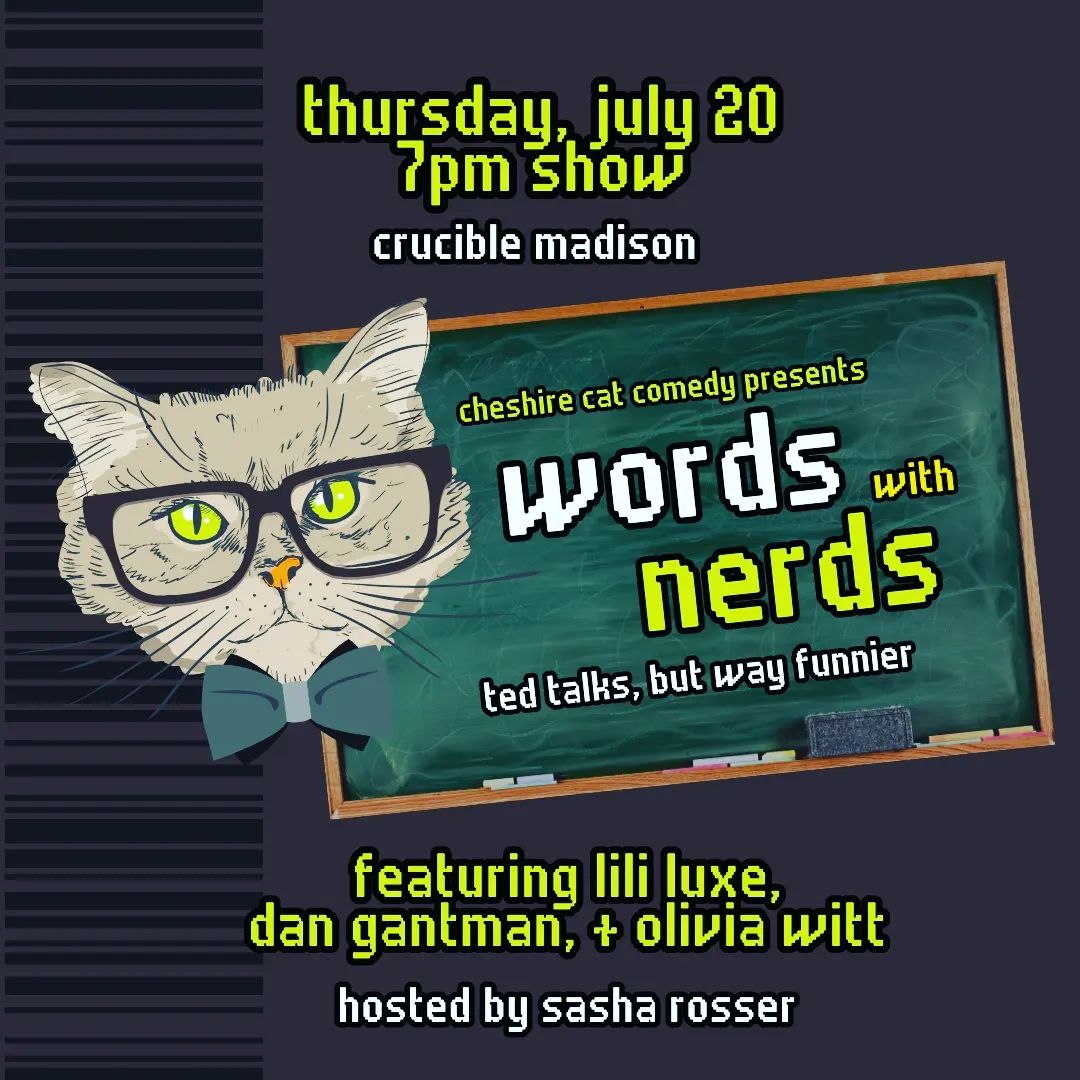 thursday, july 20
7pm show
crucible madison
cheshire cat comedy presents
words with
nerds
ted talks, but way funnier
featuring lili luxe,
dan gantman, + olivia witt
hosted by sasha rosser